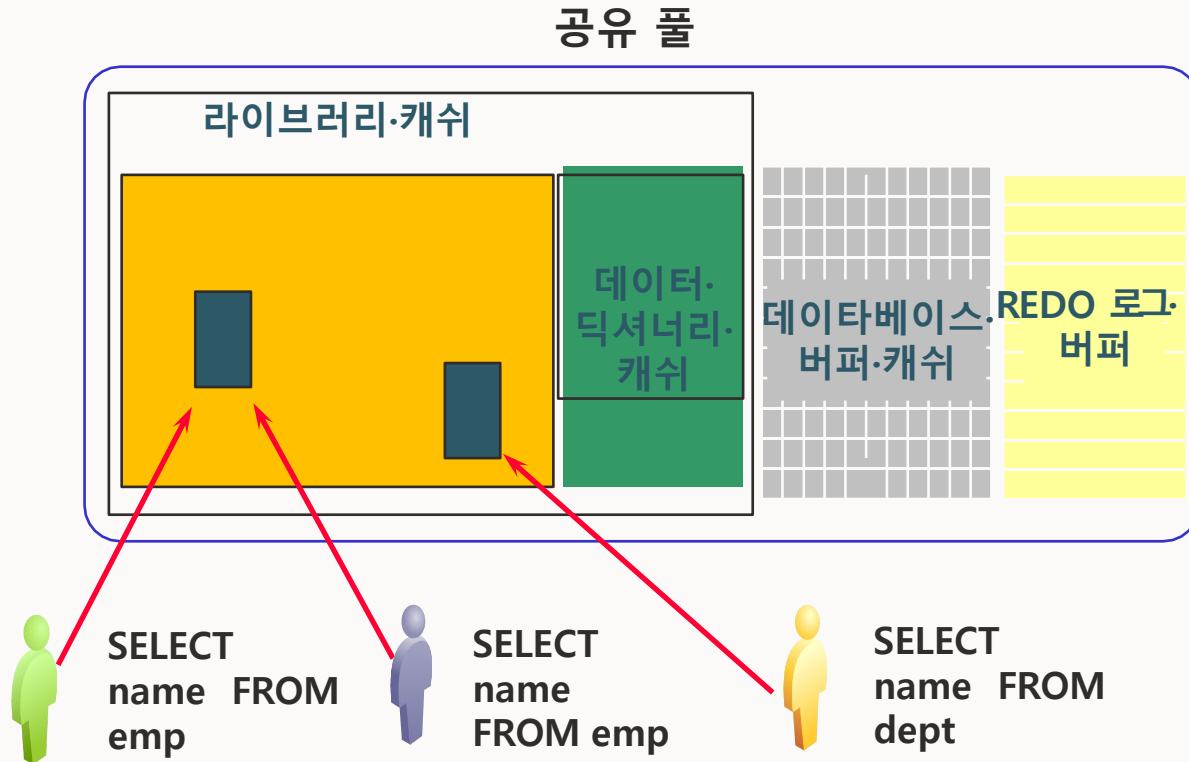 공유 풀
라이브러리·캐쉬
데이터·
딕셔너리·
캐쉬
데이타베이스·
버퍼·캐쉬
REDO 로그·
버퍼
SELECT
name FROM
emp
SELECT
name
FROM emp
SELECT
name FROM
dept